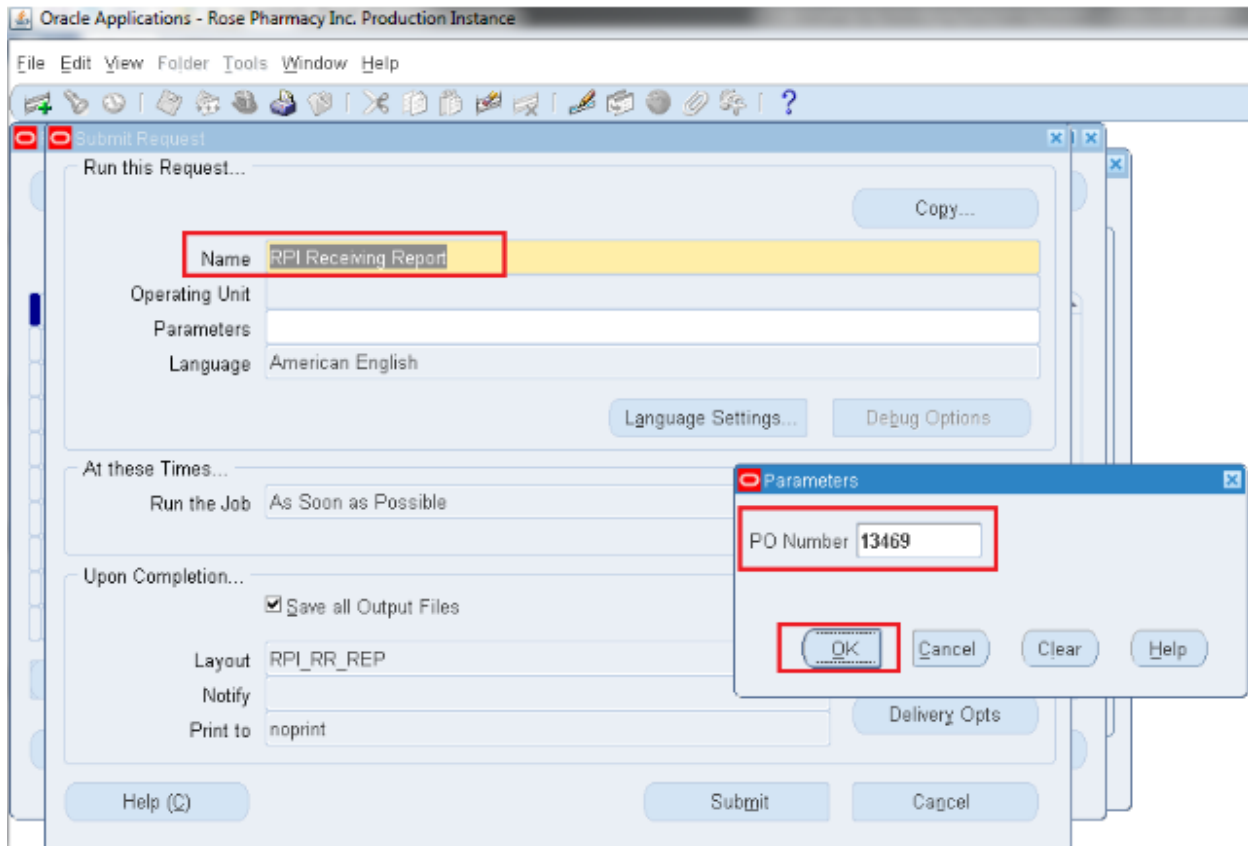 Oracle Applications - Rose Pharmacy Inc. Production Instance
File Edit View Folder Tools Window Help
Submit Request
Run this Request...
Copy...
Name RPI Receiving Report
Operating Unit
Parameters
Language American English
Language Settings... Debug Options
At these Times...
Run the Job As Soon as Possible
Parameters
PO Number 13469
OK Cancel Clear Help
Upon Completion...
Save all Output Files
Layout RPI_RR_REP
Notify
Print to noprint
Delivery Opts
Help (C) Submit Cancel